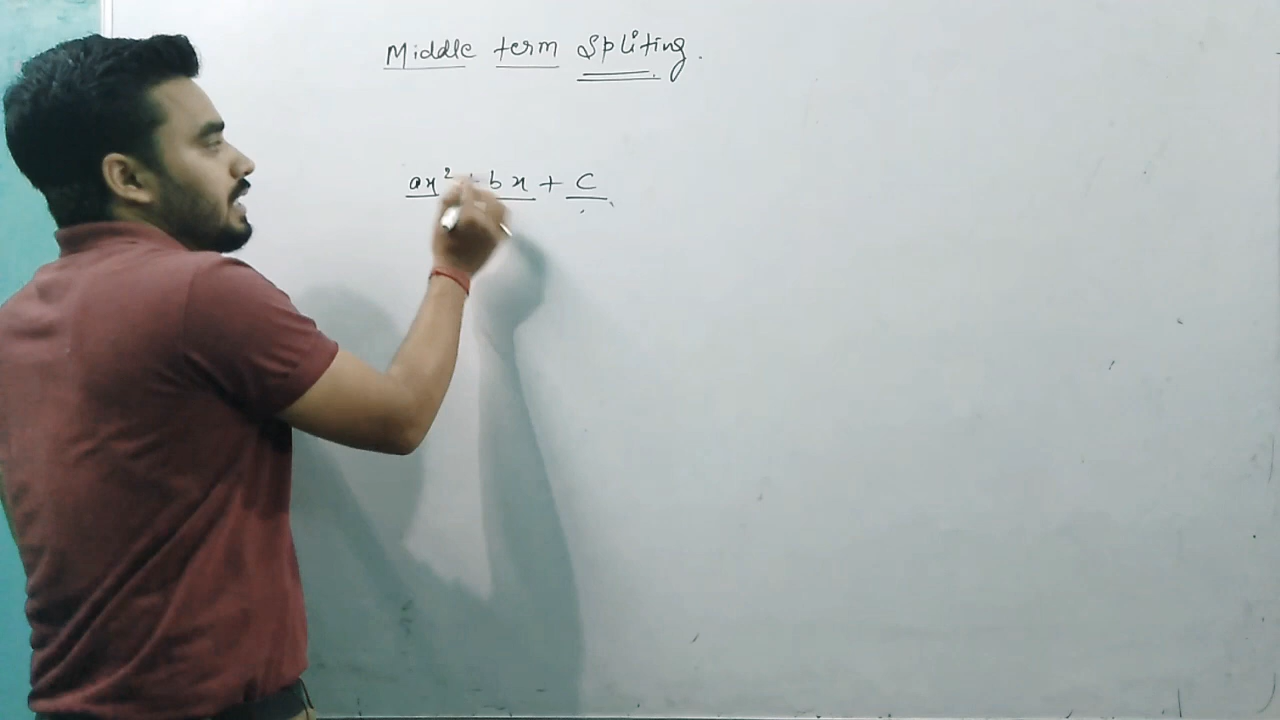 Middle term Spliting.
ax² + bx + c